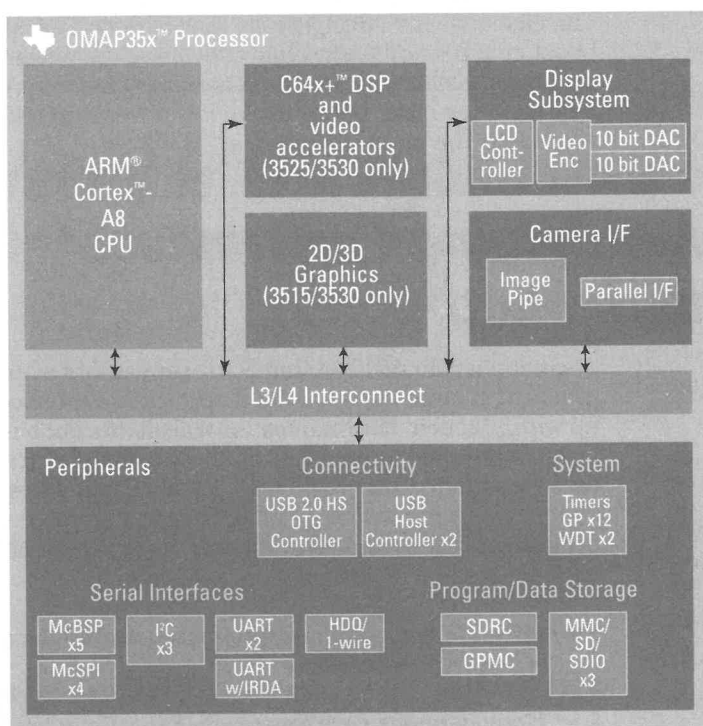 OMAP35x™ Processor
ARM®
Cortex™-
A8
CPU
C64x+™ DSP
and
video
accelerators
(3525/3530 only)
2D/3D
Graphics
(3515/3530 only)
Display
Subsystem
LCD
Cont-
roller
Video
Enc
10 bit DAC
10 bit DAC
Camera I/F
Image
Pipe
Parallel I/F
L3/L4 Interconnect
Peripherals
Connectivity
USB 2.0 HS
OTG
Controller
USB
Host
Controller x2
System
Timers
GP x12
WDT x2
Serial Interfaces
McBSP
x5
McSPI
x4
I²C
x3
UART
x2
UART
w/IRDA
HDQ/
1-wire
Program/Data Storage
SDRC
GPMC
MMC/
SD/
SDIO
x3